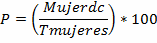 P = (Mujerdc / Tmujeres) * 100